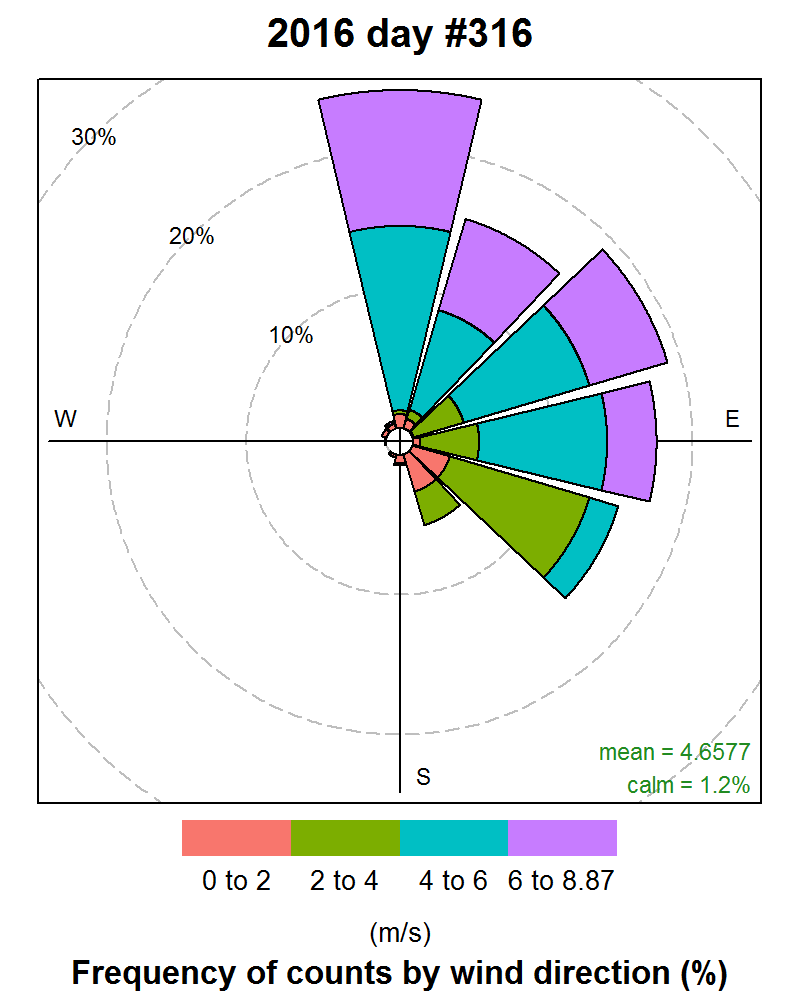 2016 day #316
30%
20%
10%
W
E
S
mean = 4.6577
calm = 1.2%
0 to 2 2 to 4 4 to 6 6 to 8.87
(m/s)
Frequency of counts by wind direction (%)